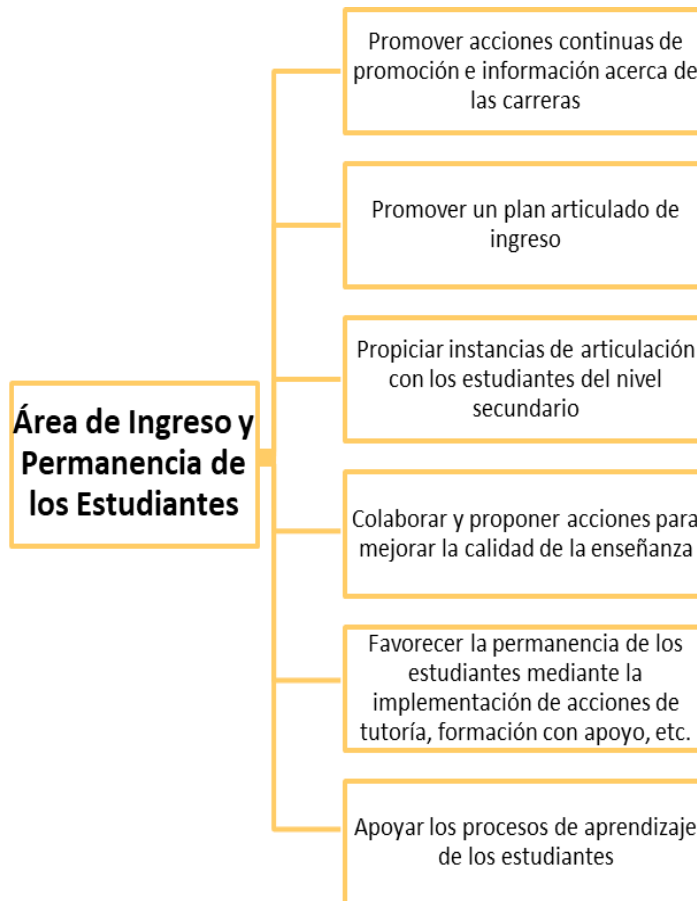 Promover acciones continuas de
promoción e información acerca de
las carreras
Promover un plan articulado de
ingreso
Propiciar instancias de articulación
con los estudiantes del nivel
secundario
Área de Ingreso y
Permanencia de
los Estudiantes
Colaborar y proponer acciones para
mejorar la calidad de la enseñanza
Favorecer la permanencia de los
estudiantes mediante la
implementación de acciones de
tutoría, formación con apoyo, etc.
Apoyar los procesos de aprendizaje
de los estudiantes